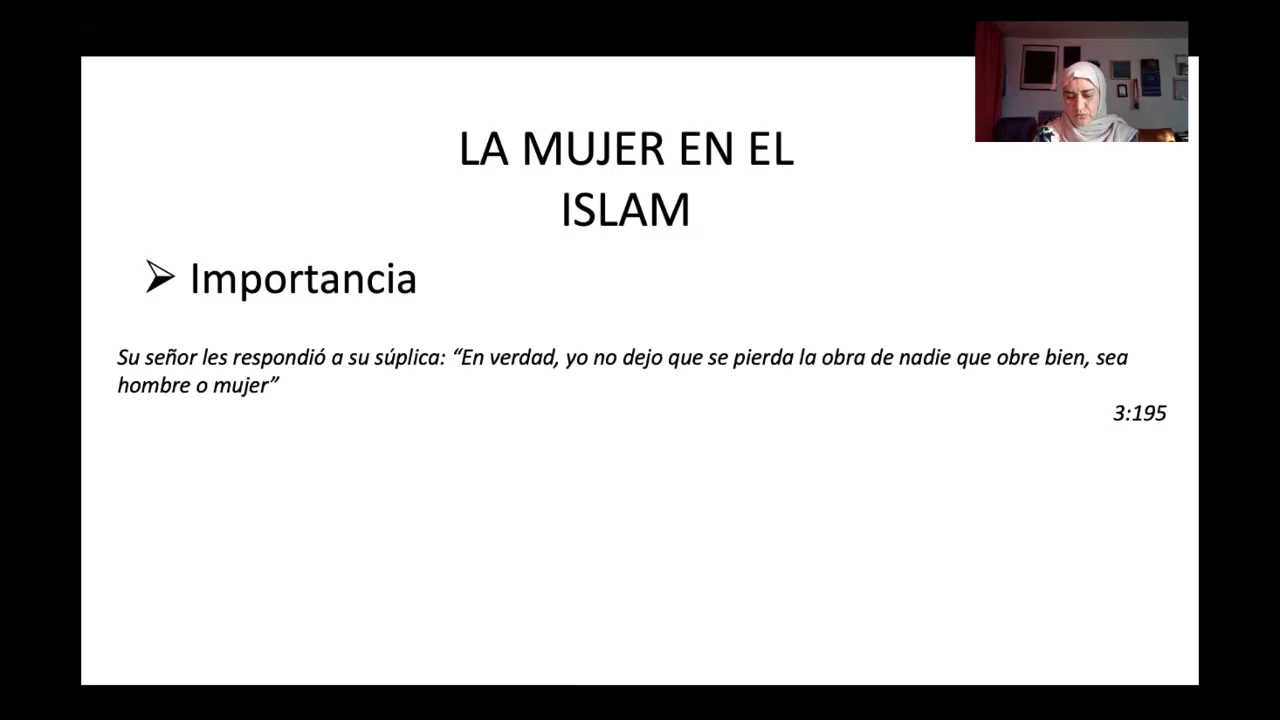 LA MUJER EN EL
ISLAM
➢ Importancia
Su señor les respondió a su súplica: “En verdad, yo no dejo que se pierda la obra de nadie que obre bien, sea
hombre o mujer”
3:195